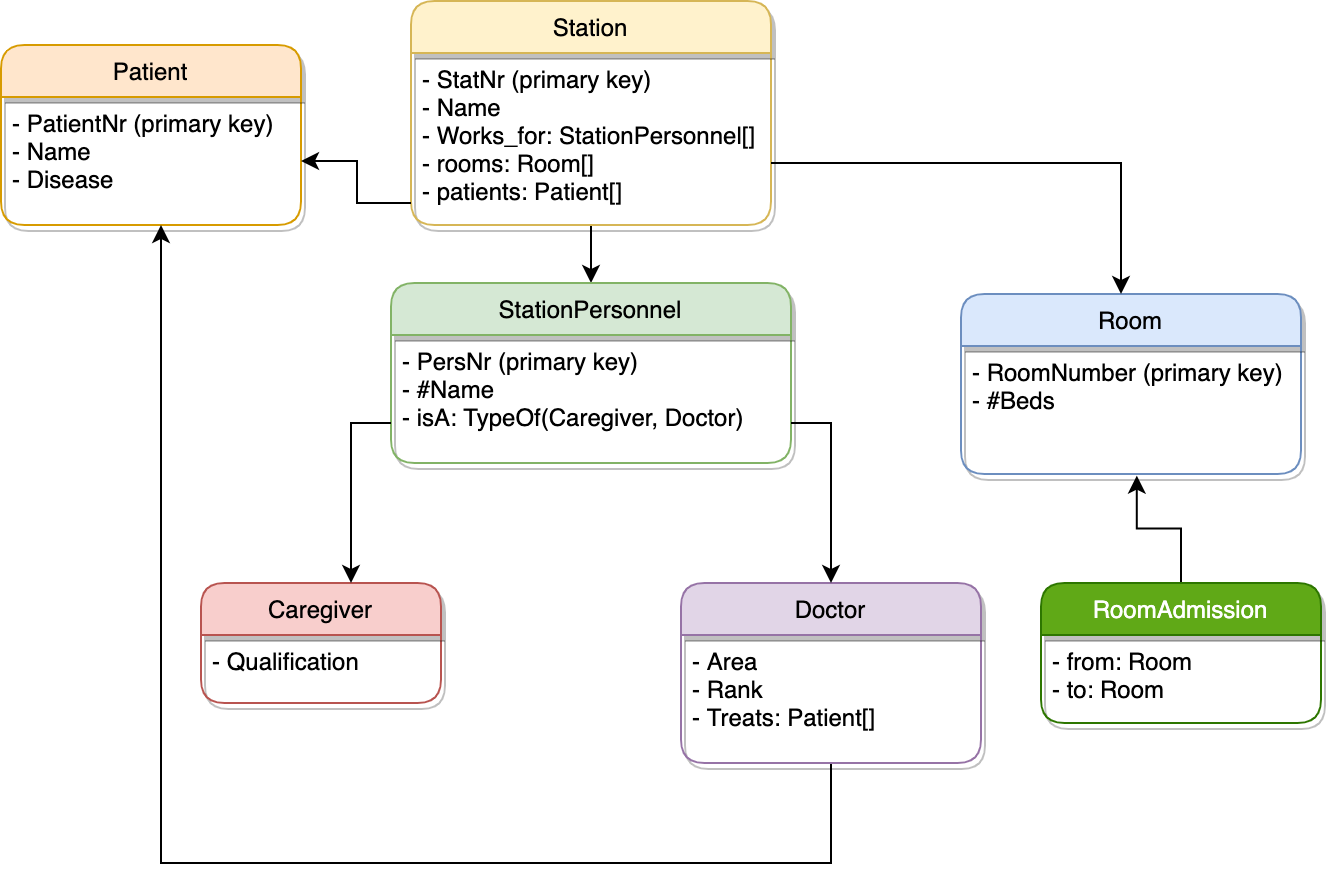 Station
- StatNr (primary key)
- Name
- Works_for: StationPersonnel[]
- rooms: Room[]
- patients: Patient[]
Patient
- PatientNr (primary key)
- Name
- Disease
StationPersonnel
- PersNr (primary key)
- #Name
- isA: TypeOf(Caregiver, Doctor)
Room
- RoomNumber (primary key)
- #Beds
Caregiver
- Qualification
Doctor
- Area
- Rank
- Treats: Patient[]
RoomAdmission
- from: Room
- to: Room